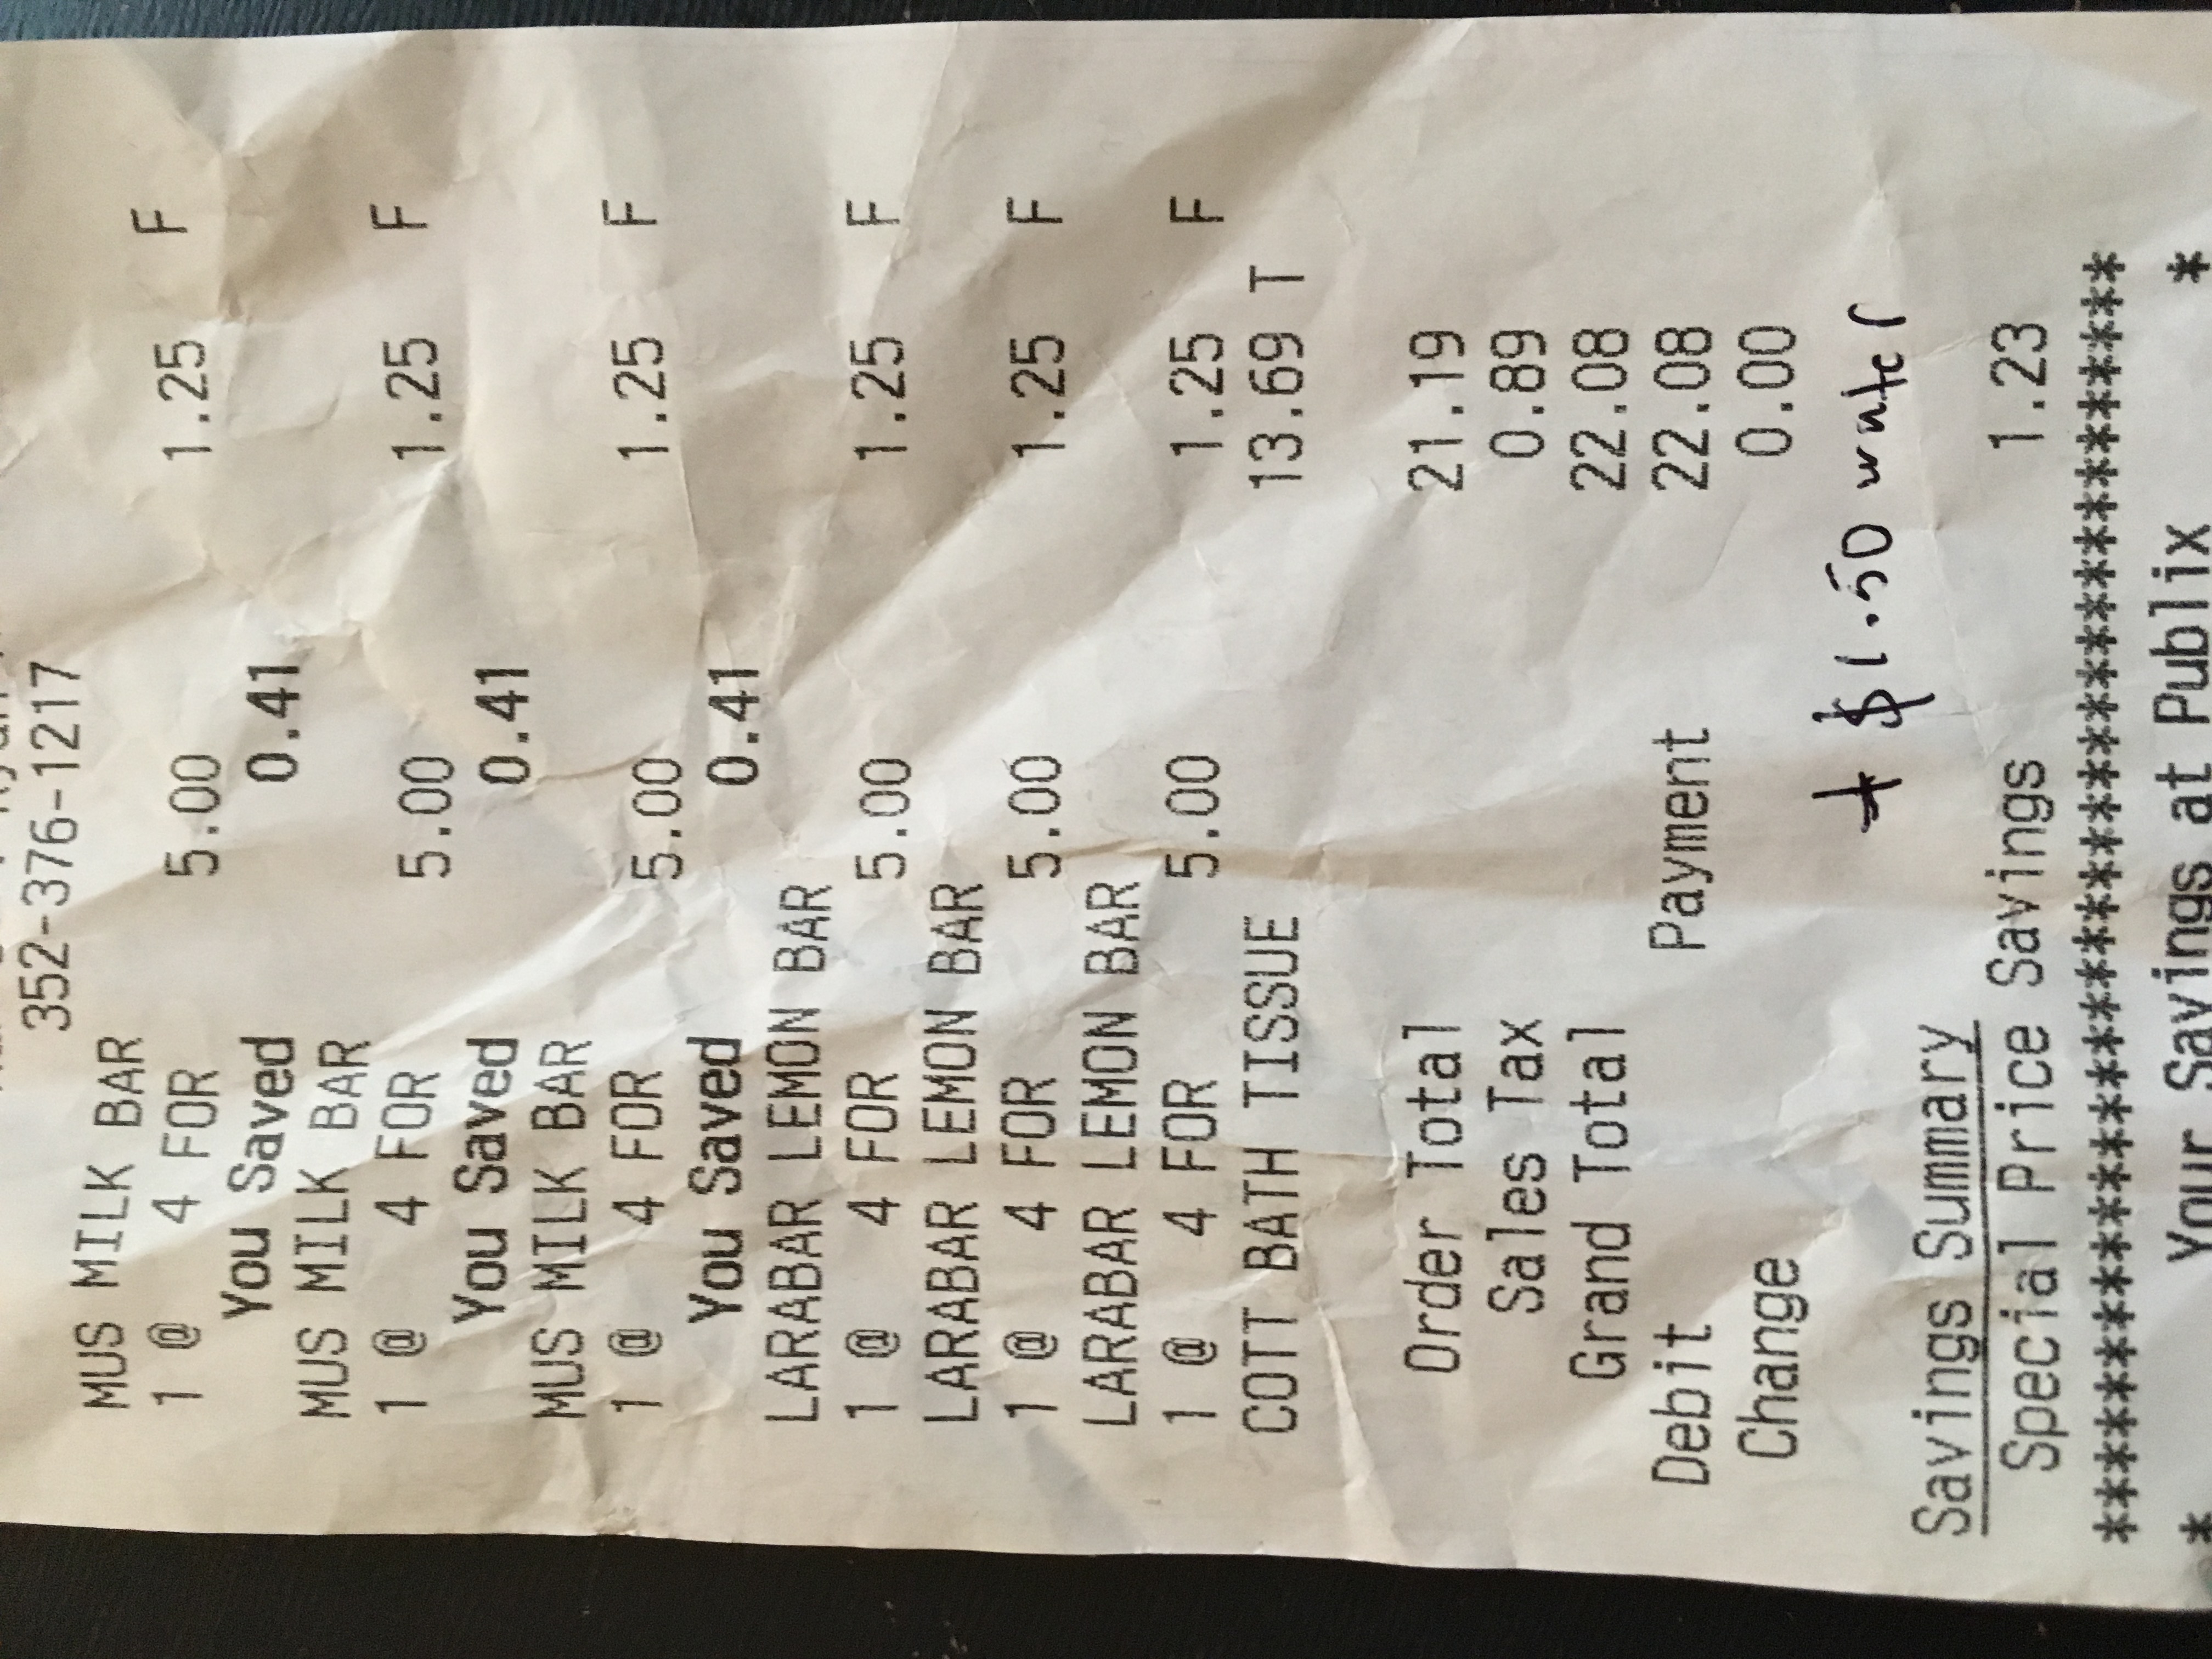 352-376-1217
MUS MILK BAR
1 @ 4 FOR 5.00 1.25 F
You Saved 0.41
MUS MILK BAR
1 @ 4 FOR 5.00 1.25 F
You Saved 0.41
MUS MILK BAR
1 @ 4 FOR 5.00 1.25 F
You Saved 0.41
LARABAR LEMON BAR
1 @ 4 FOR 5.00 1.25 F
LARABAR LEMON BAR
1 @ 4 FOR 5.00 1.25 F
LARABAR LEMON BAR
1 @ 4 FOR 5.00 1.25 F
COTT BATH TISSUE 13.69 T
Order Total 21.19
Sales Tax 0.89
Grand Total 22.08
Debit Payment 22.08
Change 0.00
+ $1.50 water
Savings Summary
Special Price Savings 1.23
***************************************
* Your Savings at Publix *